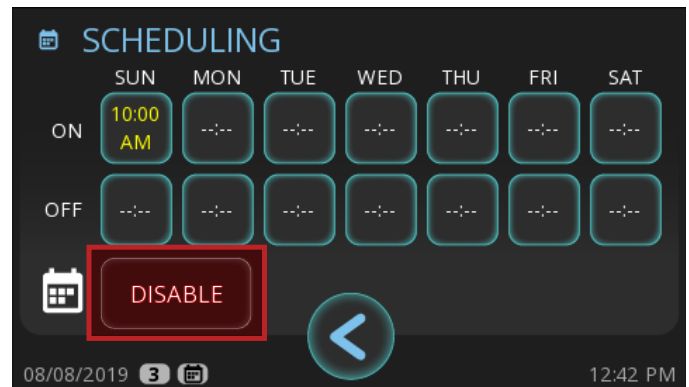 SCHEDULING
SUN MON TUE WED THU FRI SAT
ON 10:00 AM --:-- --:-- --:-- --:-- --:-- --:--
OFF --:-- --:-- --:-- --:-- --:-- --:-- --:--
DISABLE
08/08/2019 3 12:42 PM